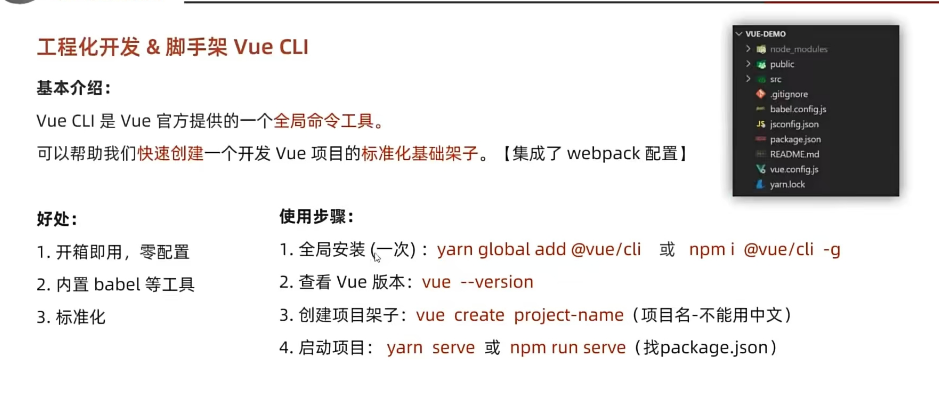 工程化开发 & 脚手架 Vue CLI
基本介绍：
Vue CLI 是 Vue 官方提供的一个全局命令工具。
可以帮助我们快速创建一个开发 Vue 项目的标准化基础架子。【集成了 webpack 配置】
好处：
1. 开箱即用，零配置
2. 内置 babel 等工具
3. 标准化
使用步骤：
1. 全局安装 (一次) ：yarn global add @vue/cli 或 npm i @vue/cli -g
2. 查看 Vue 版本：vue --version
3. 创建项目架子：vue create project-name（项目名-不能用中文）
4. 启动项目： yarn serve 或 npm run serve（找package.json）
VUE-DEMO
node_modules
public
src
.gitignore
babel.config.js
jsconfig.json
package.json
README.md
vue.config.js
yarn.lock